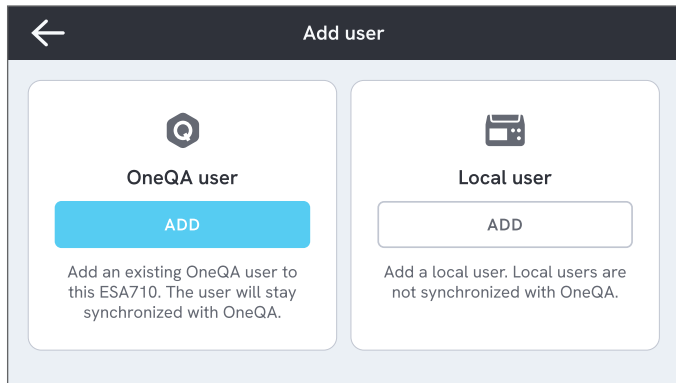 Add user
OneQA user
ADD
Add an existing OneQA user to
this ESA710. The user will stay
synchronized with OneQA.
Local user
ADD
Add a local user. Local users are
not synchronized with OneQA.